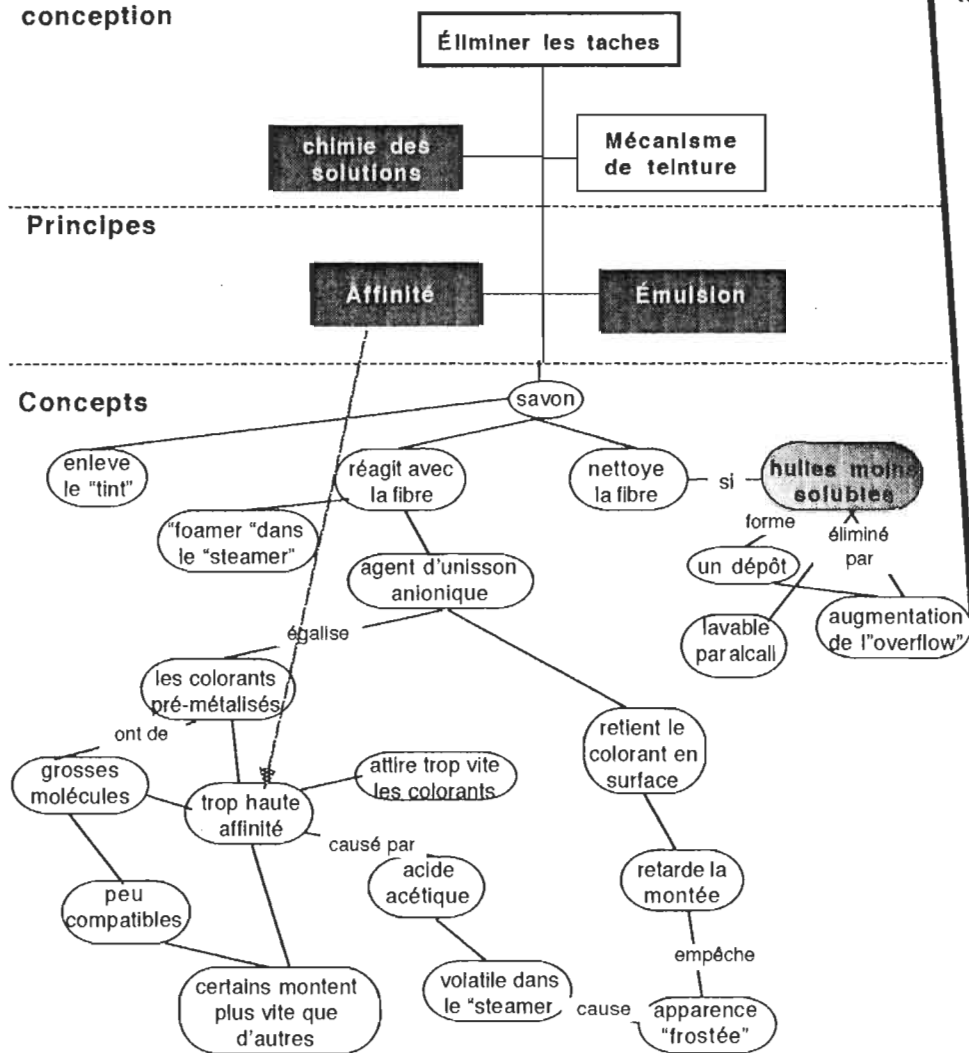 conception
Éliminer les taches
chimie des
solutions
Mécanisme
de teinture
Principes
Affinité
Émulsion
Concepts
savon
enleve
le "tint"
réagit avec
la fibre
nettoye
la fibre
si
huiles moins
solubles
"foamer "dans
le "steamer"
forme
éliminé
par
un dépôt
agent d'unisson
anionique
lavable
par alcali
augmentation
de l'"overflow"
égalise
les colorants
pré-métalisés
ont de
retient le
colorant en
surface
grosses
molécules
trop haute
affinité
attire trop vite
les colorants
causé par
acide
acétique
retarde la
montée
peu
compatibles
empêche
certains montent
plus vite que
d'autres
volatile dans
le "steamer
cause
apparence
"frostée"